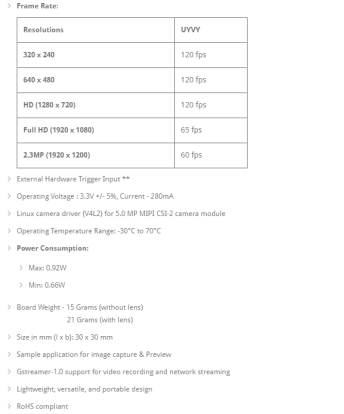 Frame Rate:
Resolutions UYVY
320 x 240 120 fps
640 x 480 120 fps
HD (1280 x 720) 120 fps
Full HD (1920 x 1080) 65 fps
2.3MP (1920 x 1200) 60 fps
External Hardware Trigger Input **
Operating Voltage : 3.3V +/- 5%, Current - 280mA
Linux camera driver (V4L2) for 5.0 MP MIPI CSI-2 camera module
Operating Temperature Range: -30°C to 70°C
Power Consumption:
Max: 0.92W
Min: 0.66W
Board Weight - 15 Grams (without lens)
21 Grams (with lens)
Size in mm (l x b): 30 x 30 mm
Sample application for image capture & Preview
Gstreamer-1.0 support for video recording and network streaming
Lightweight, versatile, and portable design
RoHS compliant